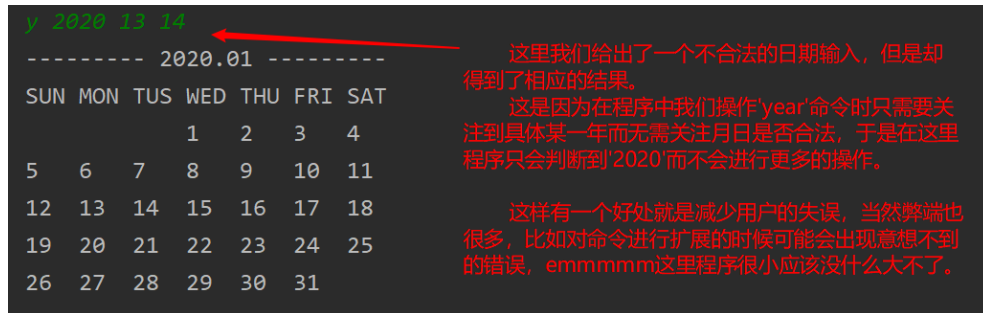 y 2020 13 14
--------- 2020.01 ---------
SUN MON TUS WED THU FRI SAT
1 2 3 4
5 6 7 8 9 10 11
12 13 14 15 16 17 18
19 20 21 22 23 24 25
26 27 28 29 30 31
这里我们给出了一个不合法的日期输入，但是却
得到了相应的结果。
这是因为在程序中我们操作'year'命令时只需要关
注到具体某一年而无需关注月日是否合法，于是在这里
程序只会判断到'2020'而不会进行更多的操作。
这样有一个好处就是减少用户的失误，当然弊端也
很多，比如对命令进行扩展的时候可能会出现意想不到
的错误，emmmmm这里程序很小应该没什么大不了。